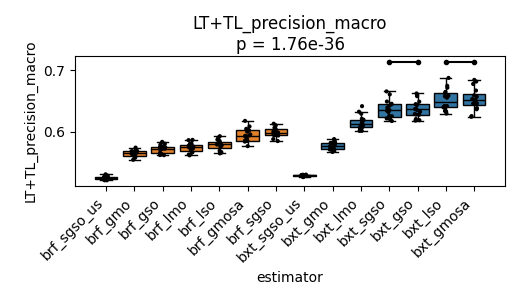 LT+TL_precision_macro
p = 1.76e-36
LT+TL_precision_macro
0.7
0.6
brf_sgso_us
brf_gmo
brf_gso
brf_lmo
brf_lso
brf_gmosa
brf_sgso
bxt_sgso_us
bxt_gmo
bxt_lmo
bxt_sgso
bxt_gso
bxt_lso
bxt_gmosa
estimator